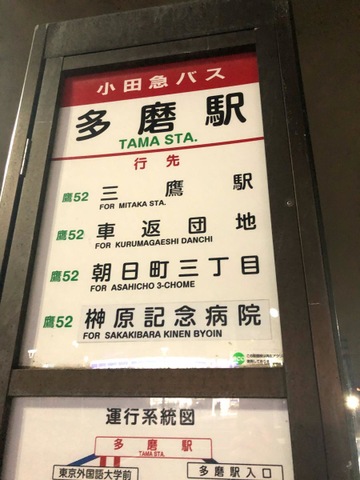 小田急バス
多磨駅
TAMA STA.
行先
鷹52 三鷹駅
FOR MITAKA STA.
鷹52 車返団地
FOR KURUMAGAESHI DANCHI
鷹52 朝日町三丁目
FOR ASAHICHO 3-CHOME
鷹52 榊原記念病院
FOR SAKAKIBARA KINEN BYOIN
運行系統図
多磨駅
TAMA STA.
東京外国語大学前
多磨駅入口